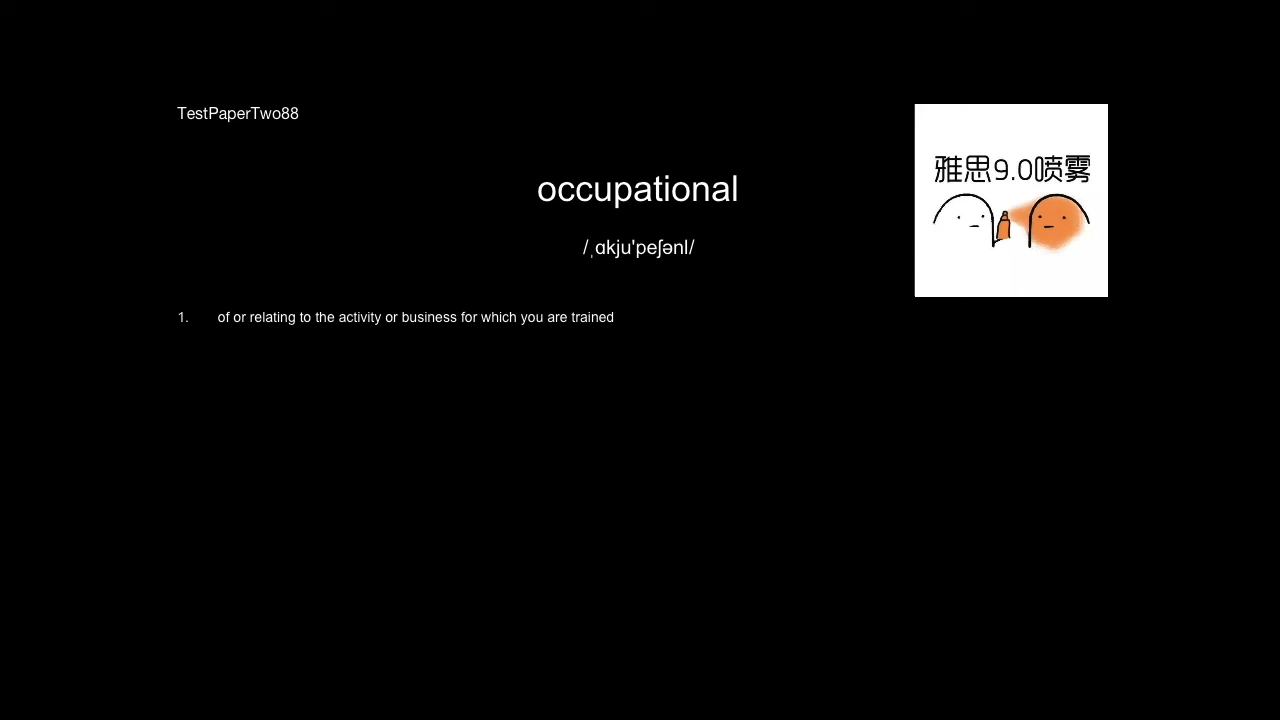 TestPaperTwo88
雅思9.0喷雾
occupational
/ˌɑkju'peʃənl/
1. of or relating to the activity or business for which you are trained